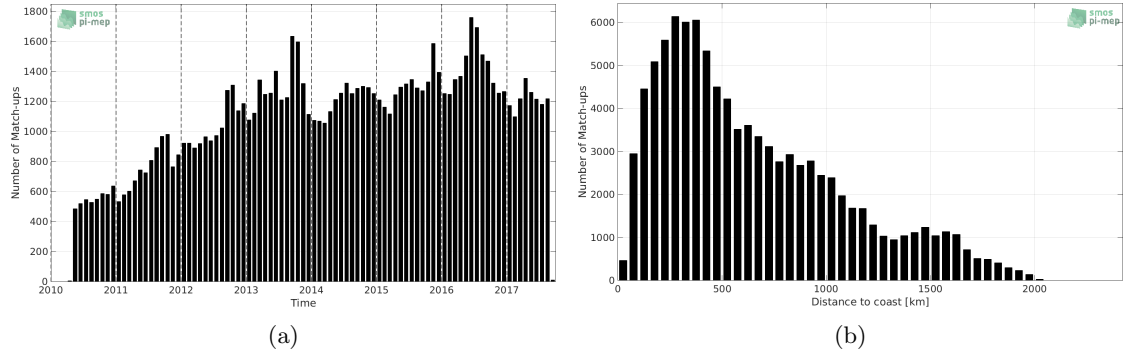 smos
pi-mep
1800
1600
1400
1200
1000
800
600
400
200
0
Number of Match-ups
2010 2011 2012 2013 2014 2015 2016 2017
Time
(a)
smos
pi-mep
6000
5000
4000
3000
2000
1000
0
Number of Match-ups
0 500 1000 1500 2000
Distance to coast [km]
(b)